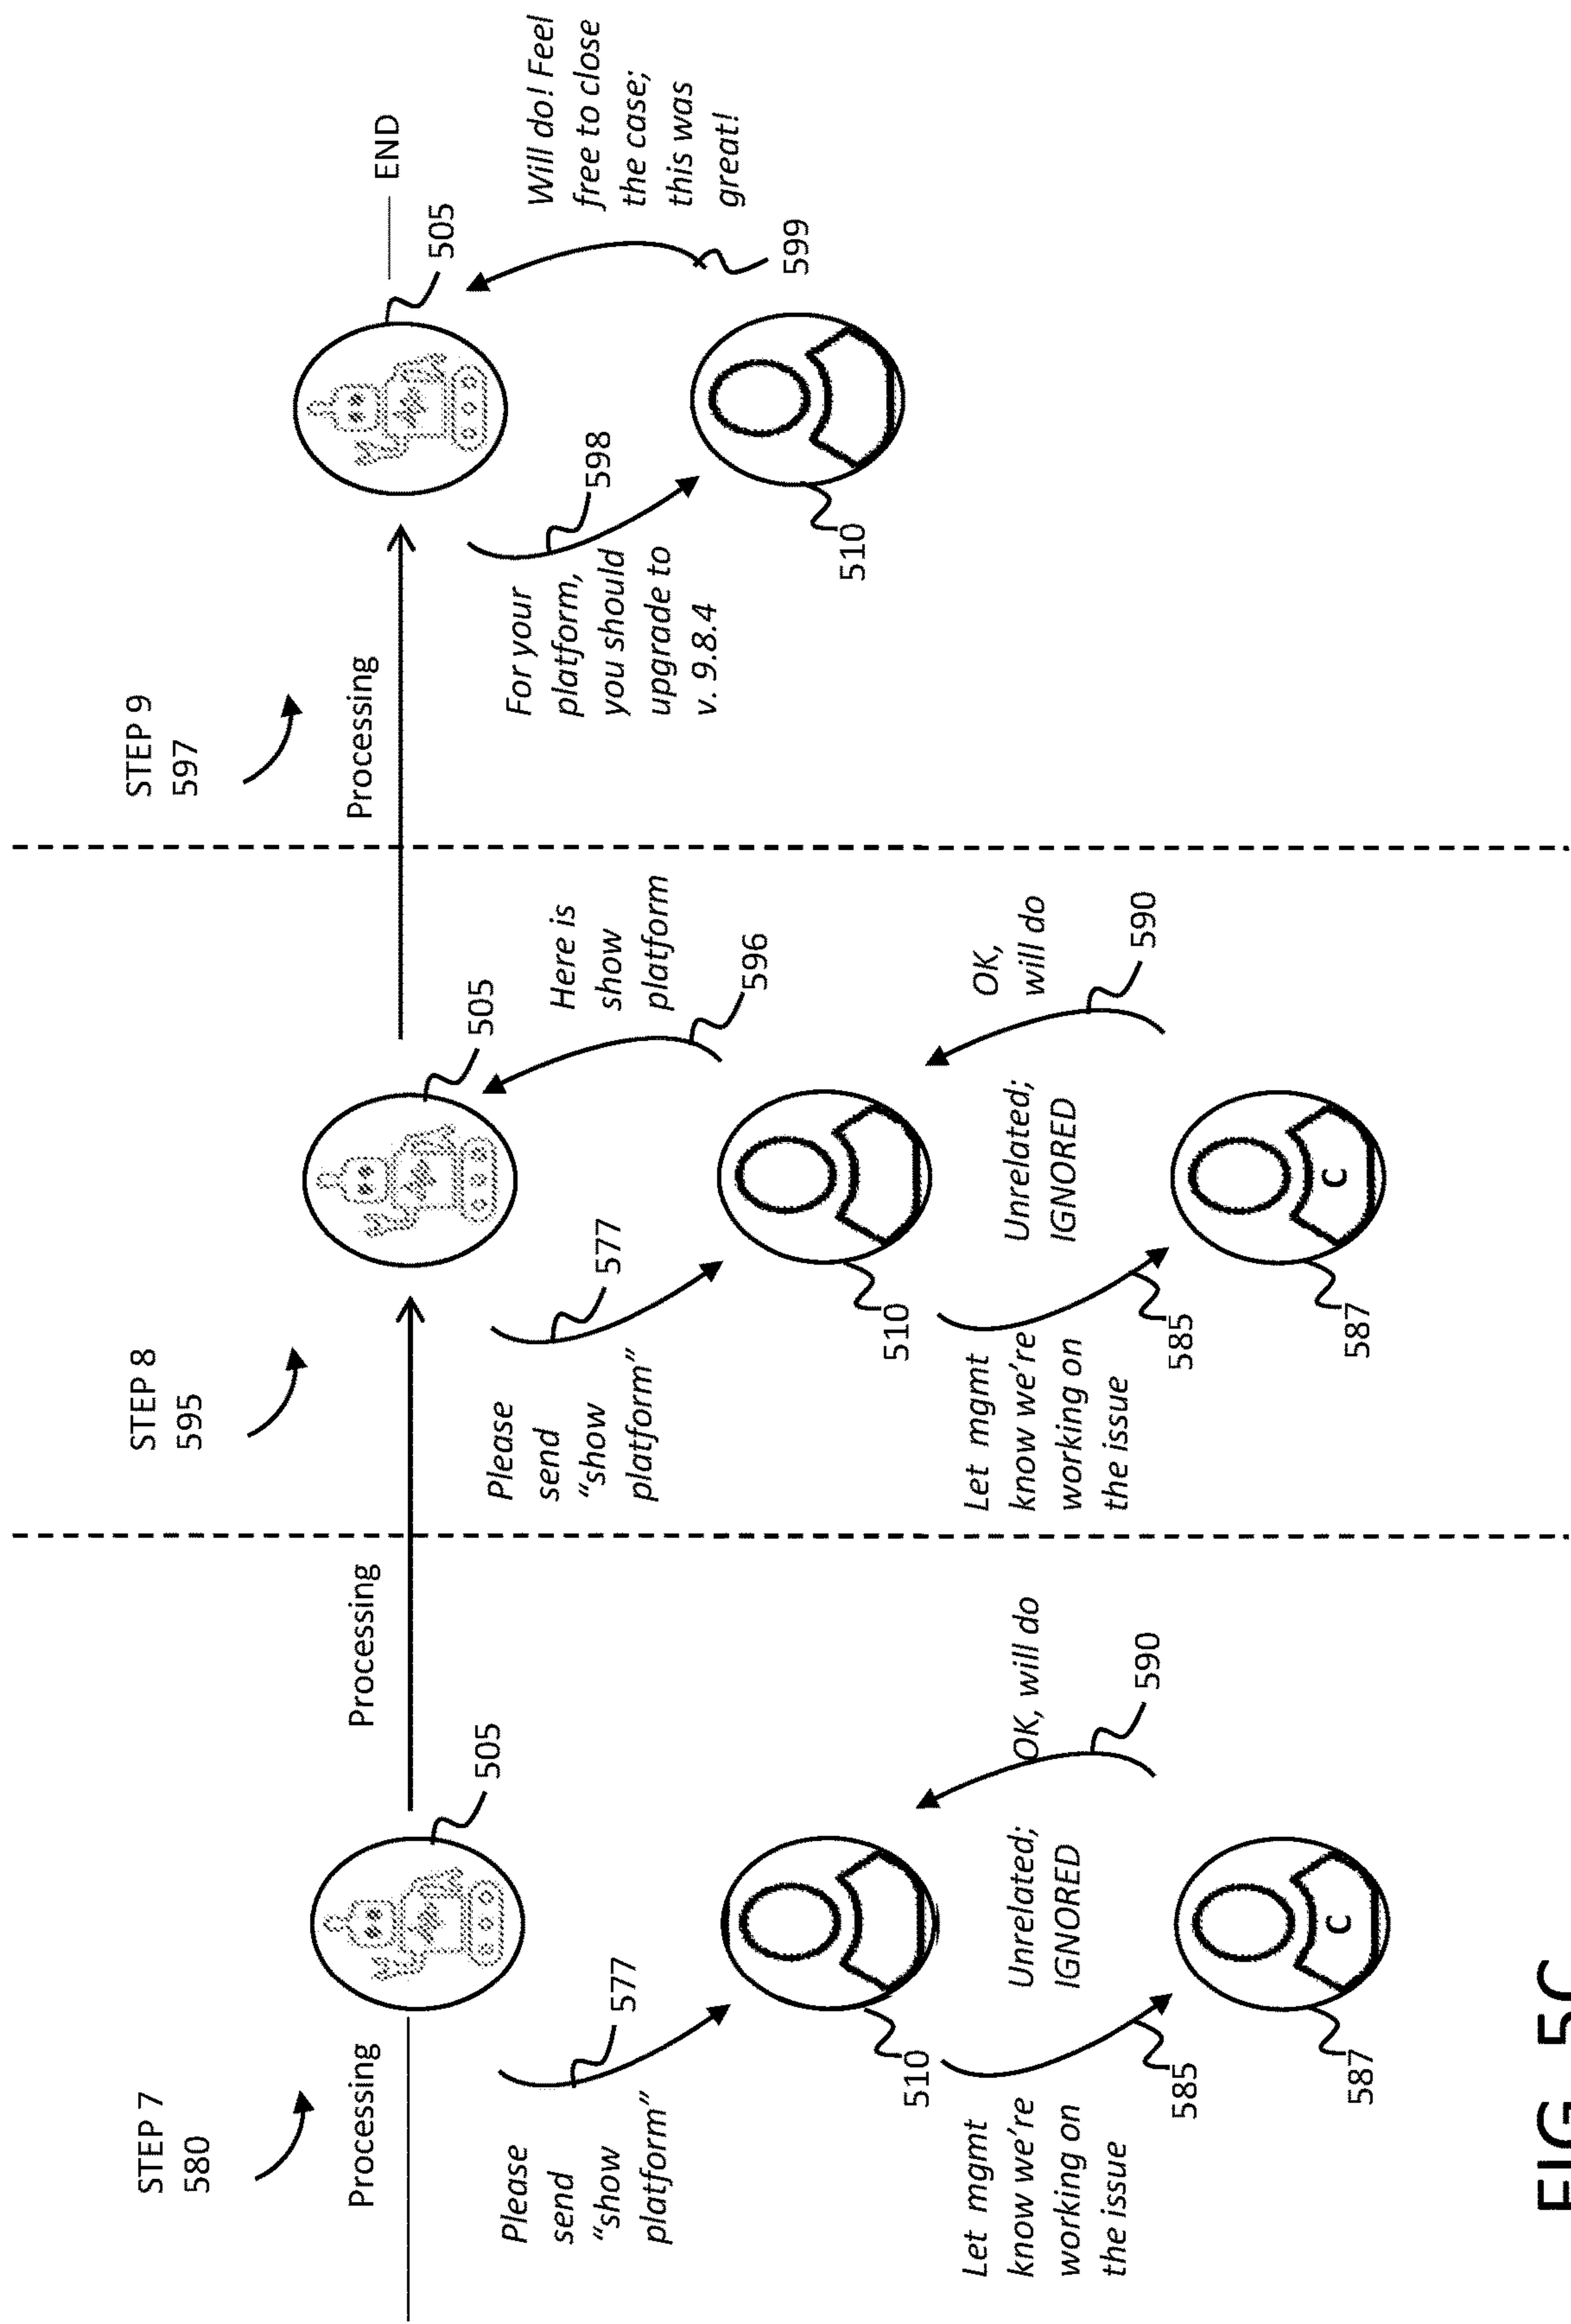 STEP 7
580
Processing
505
Please
send
“show
platform”
577
510
Let mgmt
know we’re
working on
the issue
585
Unrelated;
IGNORED
OK, will do
590
587
C
Processing
STEP 8
595
505
Please
send
“show
platform”
577
Here is
show
platform
596
510
Let mgmt
know we’re
working on
the issue
585
Unrelated;
IGNORED
OK,
will do
590
587
C
STEP 9
597
Processing
505
END
For your
platform,
you should
upgrade to
v. 9.8.4
598
Will do! Feel
free to close
the case;
this was
great!
599
510
FIG. 5C